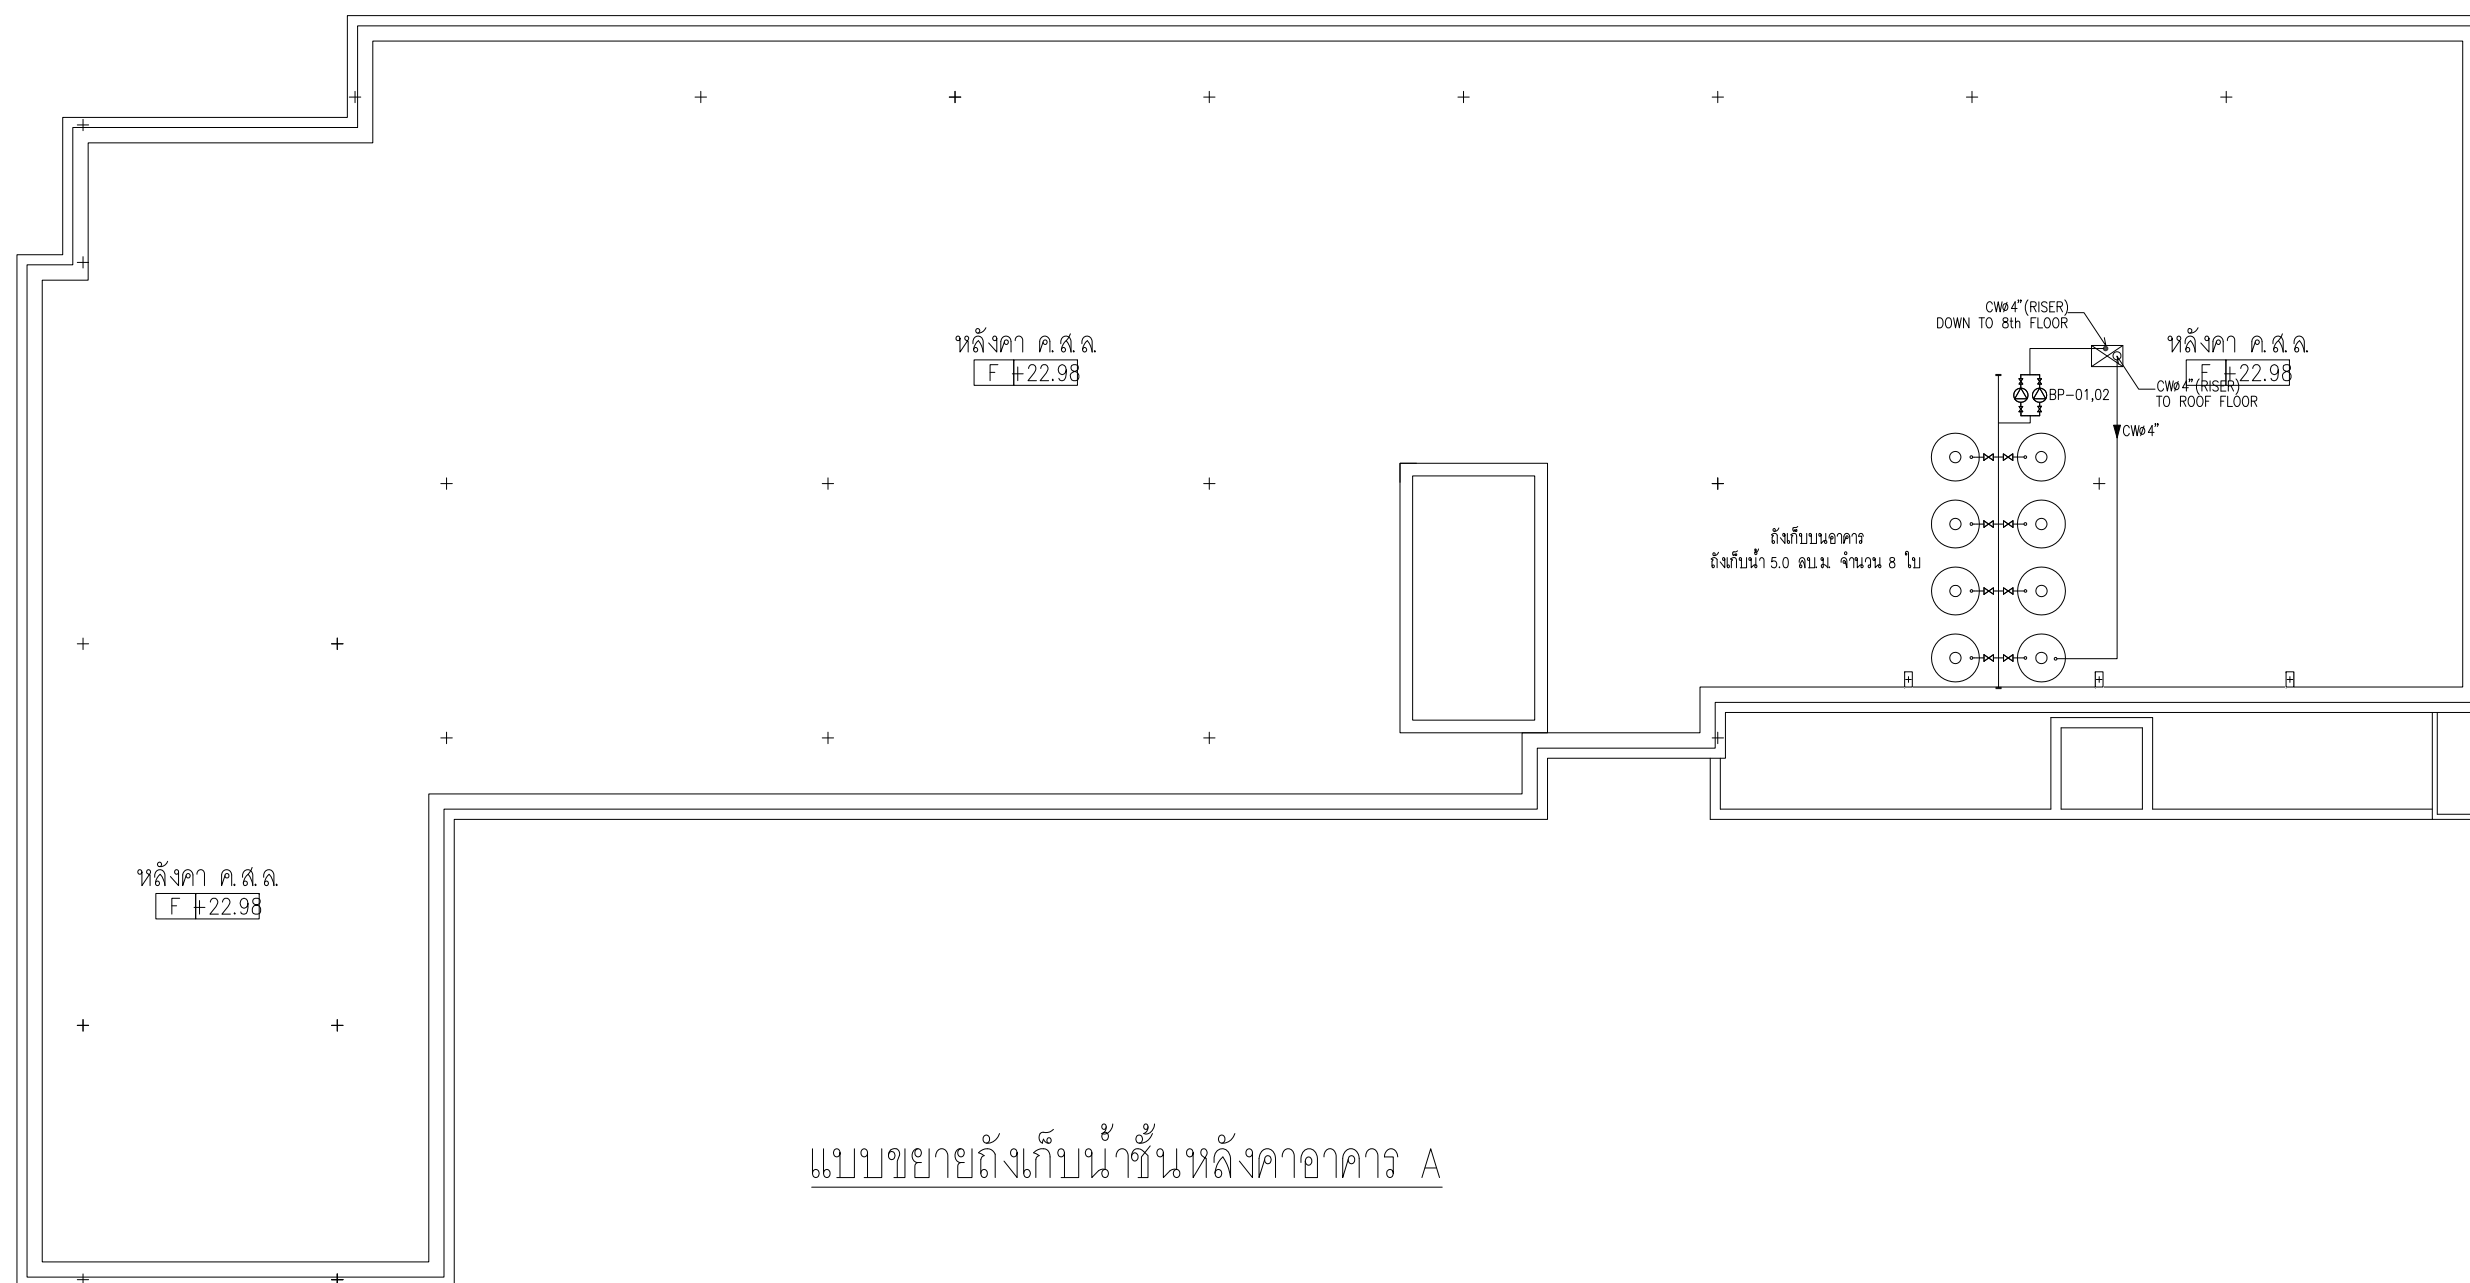 CWø4"(RISER)
DOWN TO 8th FLOOR
หลังคา ค.ส.ล.
F +22.98
หลังคา ค.ส.ล.
F +22.98
CWø4"(RISER)
TO ROOF FLOOR
BP-01,02
CWø4"
ถังเก็บบนอาคาร
ถังเก็บน้ำ 5.0 ลบ.ม. จำนวน 8 ใบ
หลังคา ค.ส.ล.
F +22.98
แบบขยายถังเก็บน้ำชั้นหลังคาอาคาร A